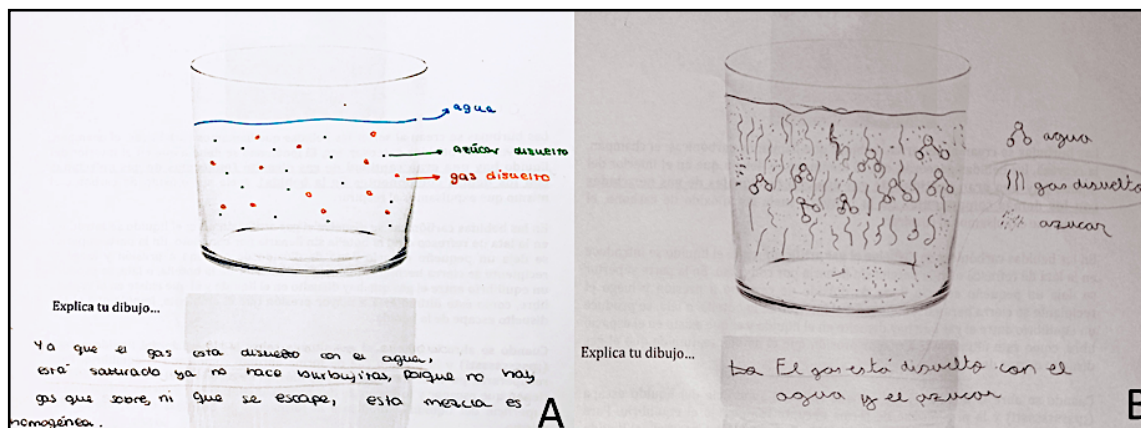 agua
azúcar disuelto
gas disuelto
Explica tu dibujo...
Ya que el gas esta disuelto con el agua,
está saturado ya no hace burbujitas, porque no hay
gas que sobre, ni que se escape, esta mezcla es
homogénea.
A
agua
gas disuelto
azucar
Explica tu dibujo...
El gas está disuelto con el
agua y el azucar
B